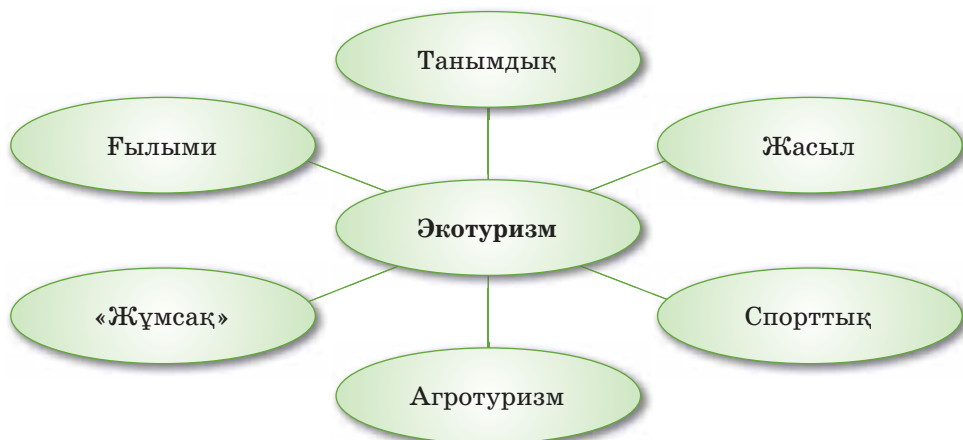 Танымдық
Ғылыми
Жасыл
Экотуризм
«Жұмсақ»
Спорттық
Агротуризм